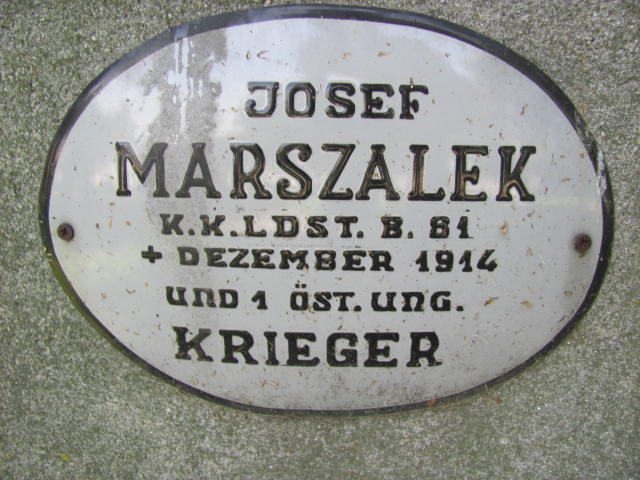 JOSEF
MARSZALEK
K.K.LDST. B. 81
+ DEZEMBER 1914
UND 1 ÖST. UNG.
KRIEGER